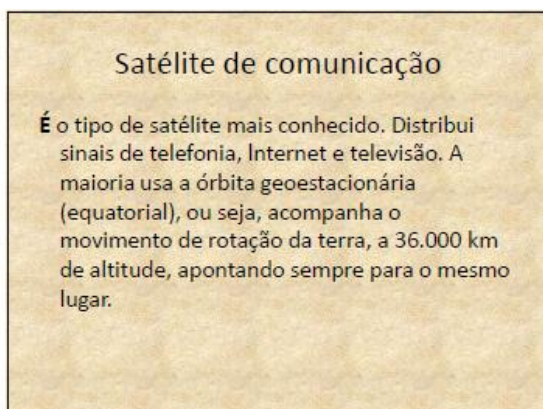 Satélite de comunicação
É o tipo de satélite mais conhecido. Distribui
sinais de telefonia, Internet e televisão. A
maioria usa a órbita geoestacionária
(equatorial), ou seja, acompanha o
movimento de rotação da terra, a 36.000 km
de altitude, apontando sempre para o mesmo
lugar.